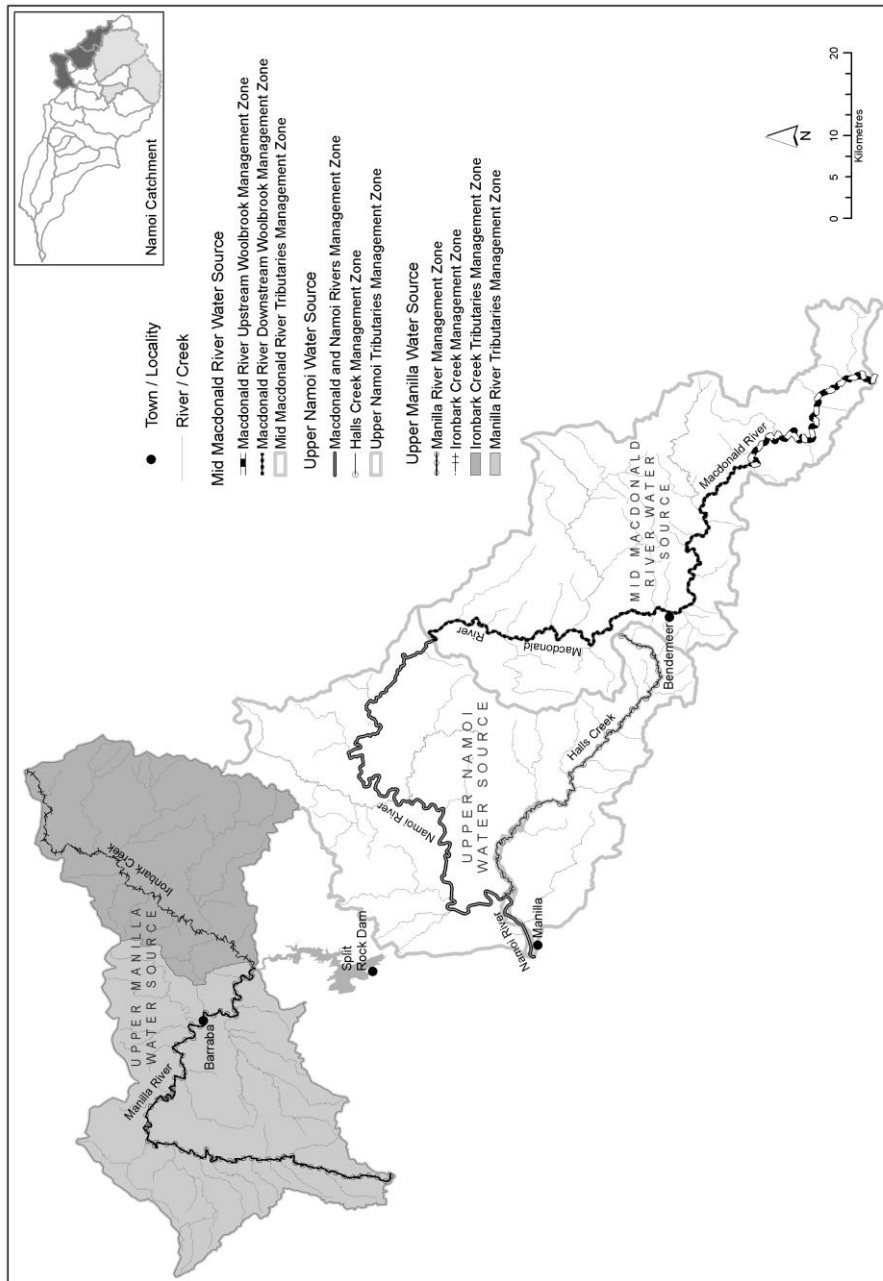 Namoi Catchment
Town / Locality
River / Creek
Mid Macdonald River Water Source
Macdonald River Upstream Woolbrook Management Zone
Macdonald River Downstream Woolbrook Management Zone
Mid Macdonald River Tributaries Management Zone
Upper Namoi Water Source
Macdonald and Namoi Rivers Management Zone
Halls Creek Management Zone
Upper Namoi Tributaries Management Zone
Upper Manilla Water Source
Manilla River Management Zone
Ironbark Creek Management Zone
Ironbark Creek Tributaries Management Zone
Manilla River Tributaries Management Zone
N
0 5 10 20
Kilometres
UPPER MANILLA
WATER SOURCE
Ironbark Creek
Manilla River
Barraba
Split
Rock Dam
Namoi River
UPPER NAMOI
WATER SOURCE
Namoi River
Manilla
Halls Creek
River
Macdonald
Bendemeer
MID MACDONALD
RIVER WATER
SOURCE
Macdonald River